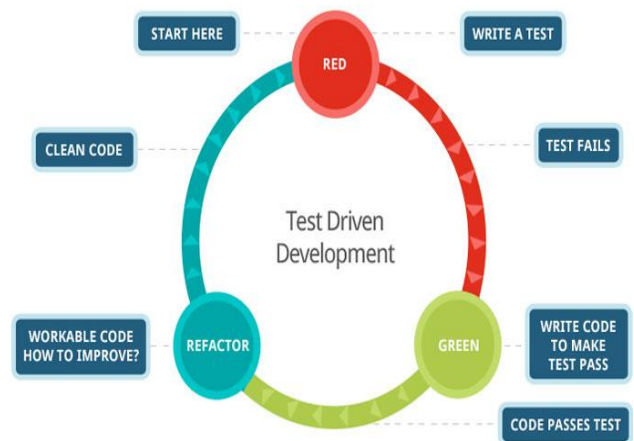 START HERE
WRITE A TEST
RED
CLEAN CODE
TEST FAILS
Test Driven
Development
WORKABLE CODE
HOW TO IMPROVE?
REFACTOR
GREEN
WRITE CODE
TO MAKE
TEST PASS
CODE PASSES TEST